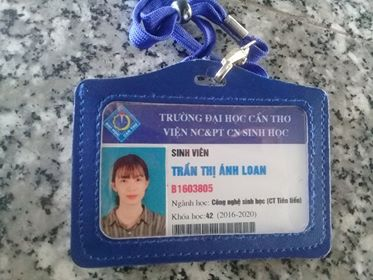 TRƯỜNG ĐẠI HỌC CẦN THƠ
VIỆN NC&PT CN SINH HỌC
SINH VIÊN
TRẦN THỊ ÁNH LOAN
B1603805
Ngành học: Công nghệ sinh học (CT Tiên tiến)
Khóa học: 42 (2016-2020)